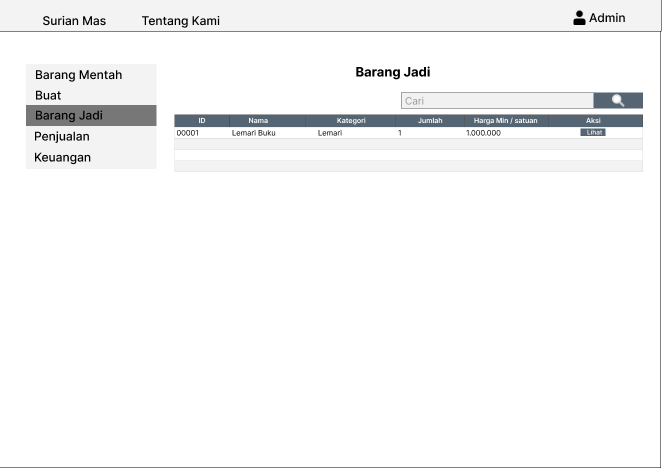 Surian Mas Tentang Kami Admin
Barang Mentah
Buat
Barang Jadi
Penjualan
Keuangan
Barang Jadi
Cari
ID Nama Kategori Jumlah Harga Min / satuan Aksi
00001 Lemari Buku Lemari 1 1.000.000 Lihat